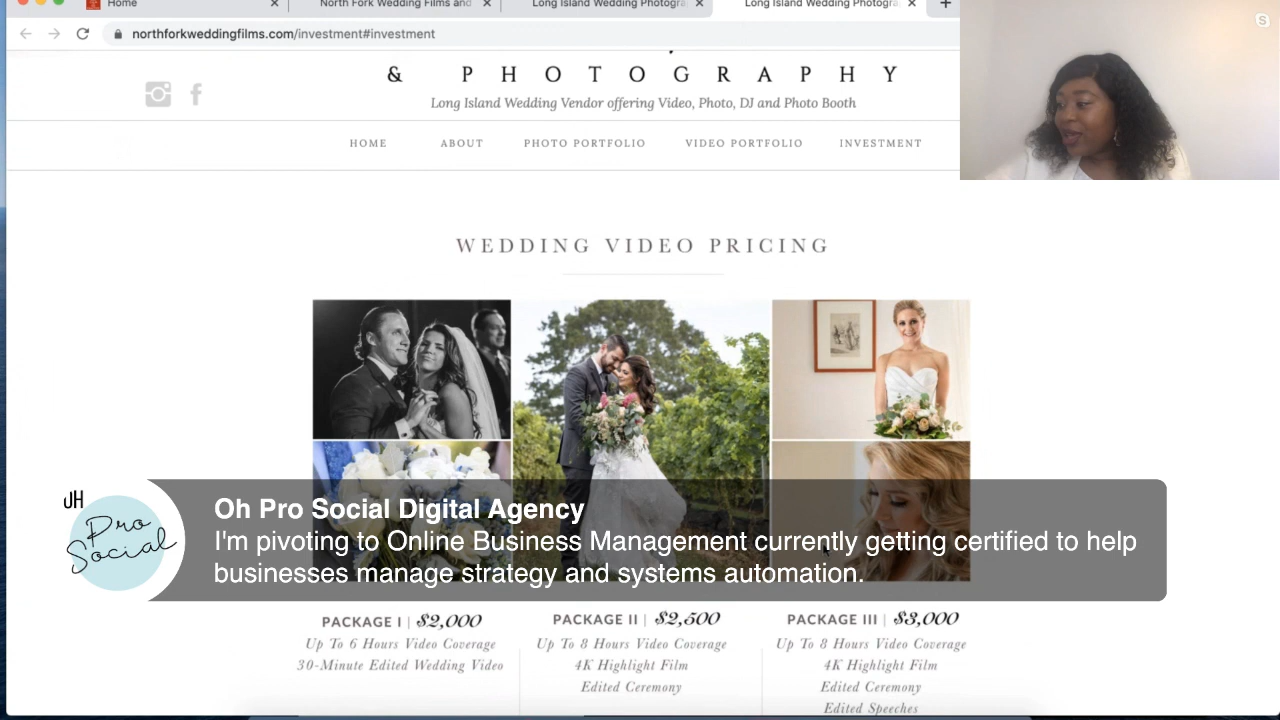 Home
North Fork Wedding Films and
Long Island Wedding Photogra
Long Island Wedding Photogra
northforkweddingfilms.com/investment#investment
& PHOTOGRAPHY
Long Island Wedding Vendor offering Video, Photo, DJ and Photo Booth
HOME ABOUT PHOTO PORTFOLIO VIDEO PORTFOLIO INVESTMENT
WEDDING VIDEO PRICING
OH
Pro
Social
Oh Pro Social Digital Agency
I'm pivoting to Online Business Management currently getting certified to help
businesses manage strategy and systems automation.
PACKAGE I | $2,000
Up To 6 Hours Video Coverage
30-Minute Edited Wedding Video
PACKAGE II | $2,500
Up To 8 Hours Video Coverage
4K Highlight Film
Edited Ceremony
PACKAGE III | $3,000
Up To 8 Hours Video Coverage
4K Highlight Film
Edited Ceremony
Edited Speeches